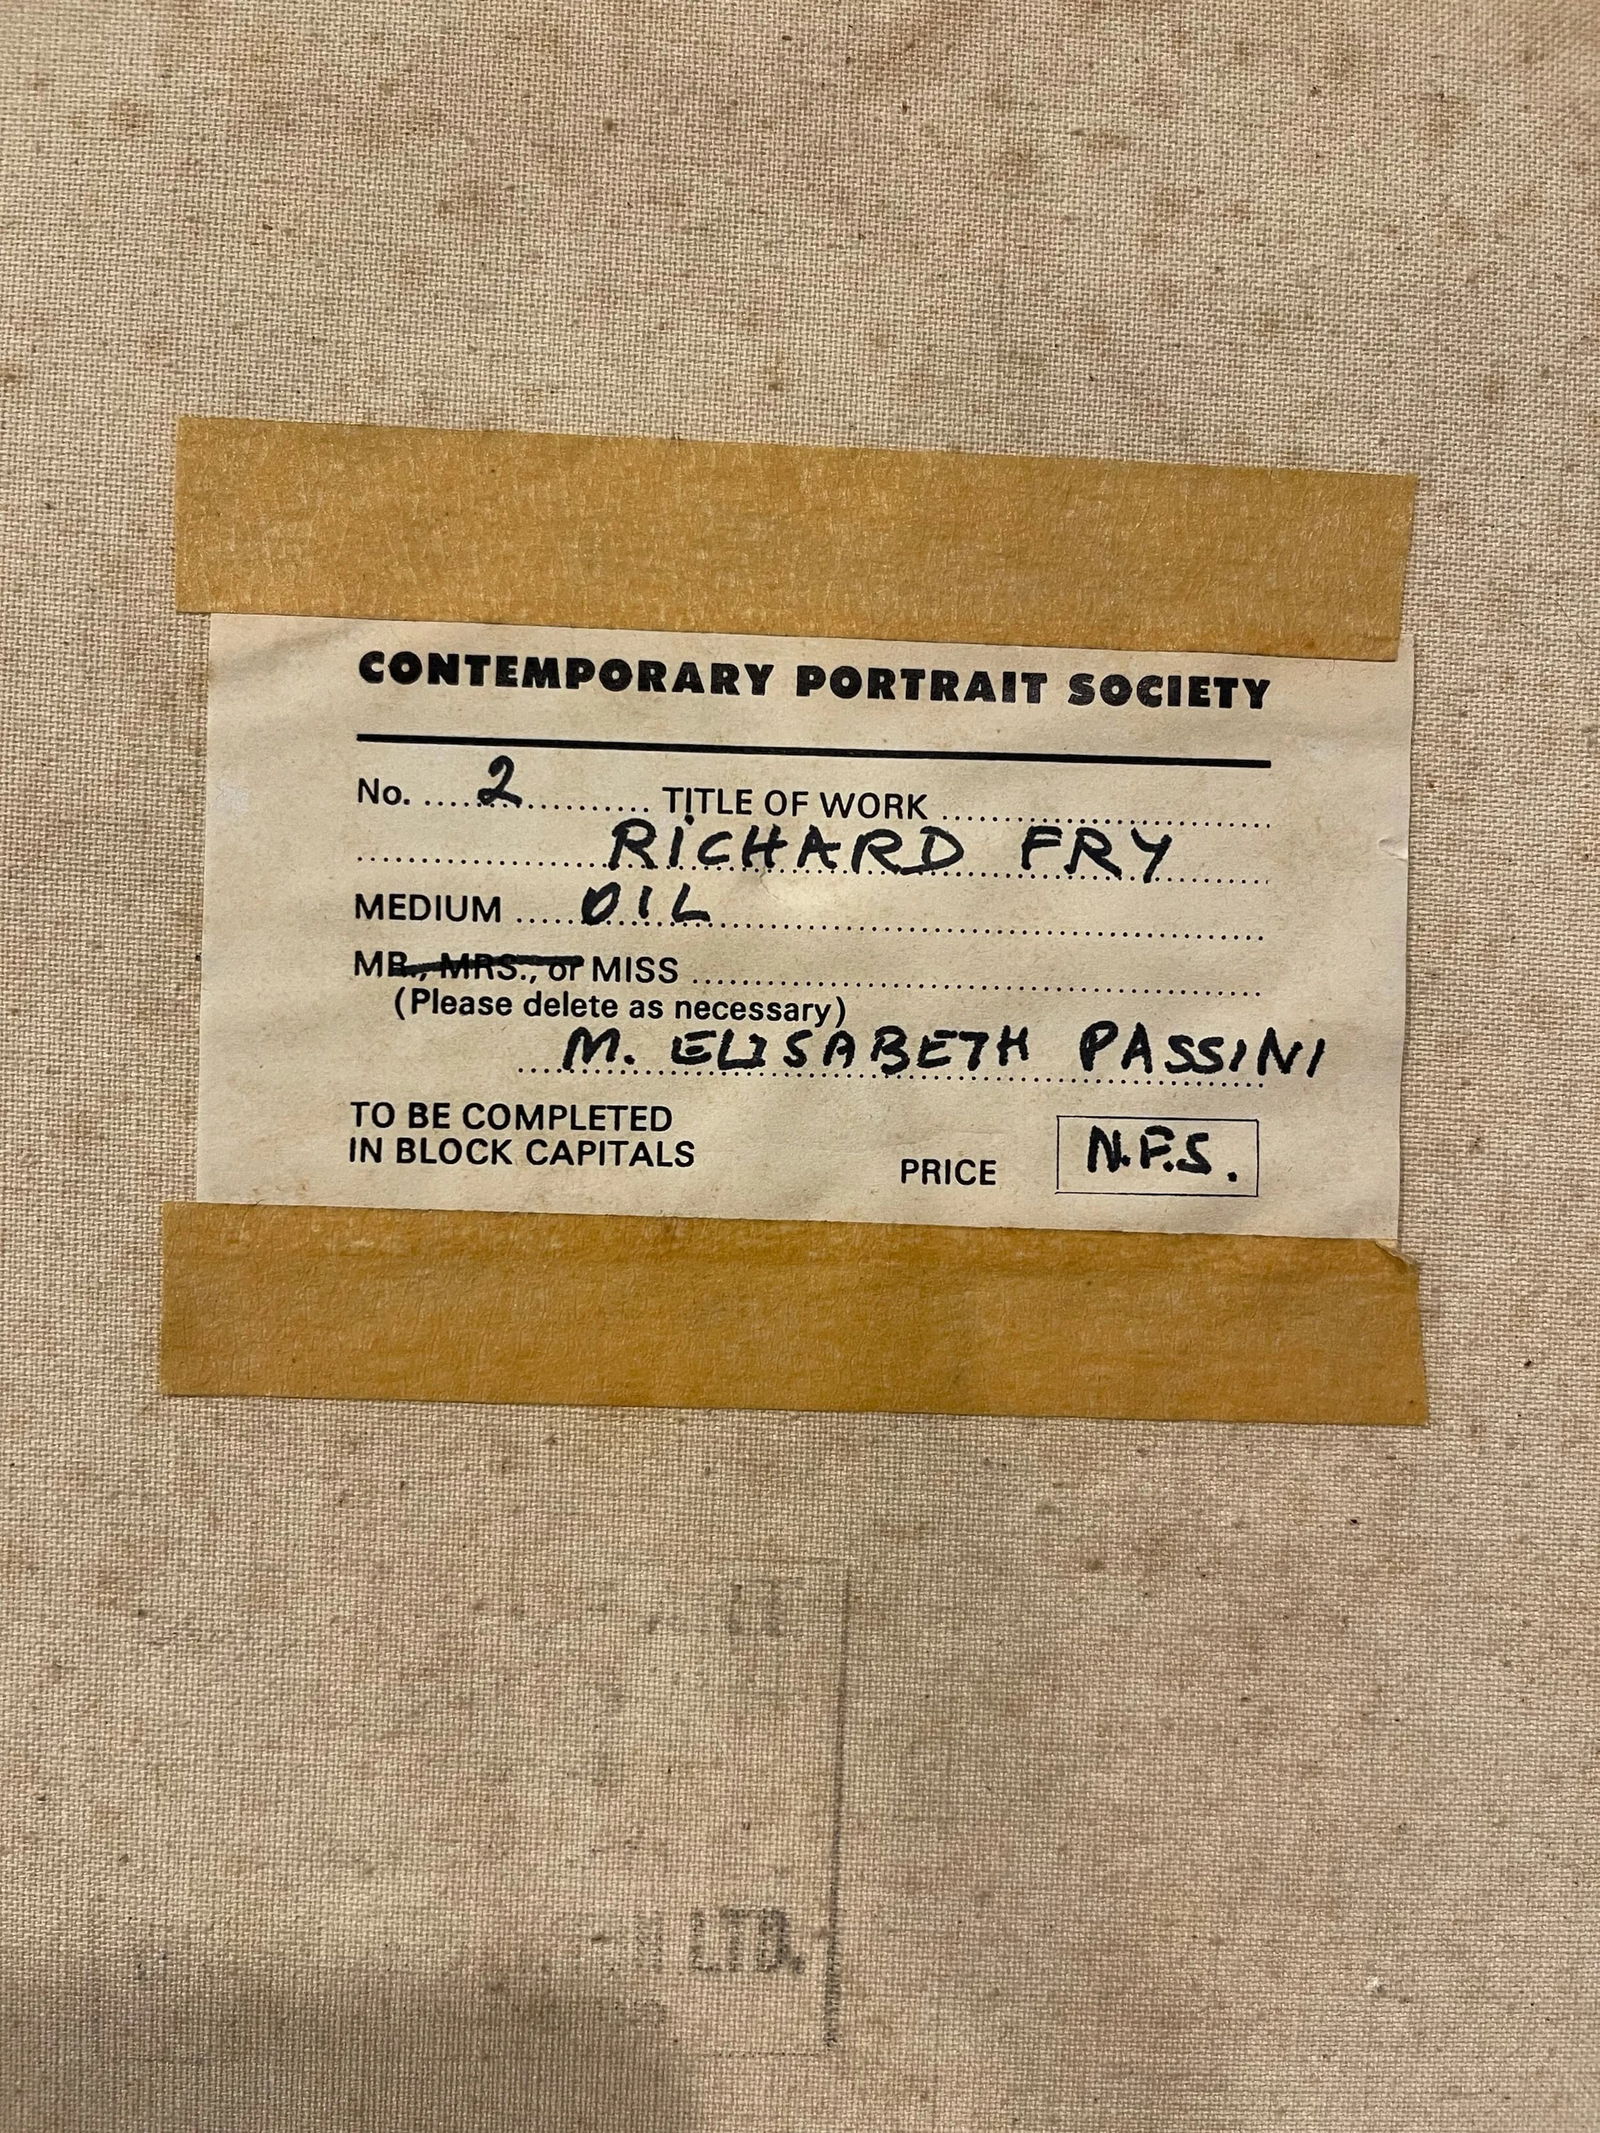 CONTEMPORARY PORTRAIT SOCIETY
No. ....2............ TITLE OF WORK ................................
RICHARD FRY
MEDIUM .....OIL................................
MR., MRS., or MISS ................................
(Please delete as necessary)
M. ELISABETH PASSINI
TO BE COMPLETED
IN BLOCK CAPITALS
PRICE N.F.S.
LTD.